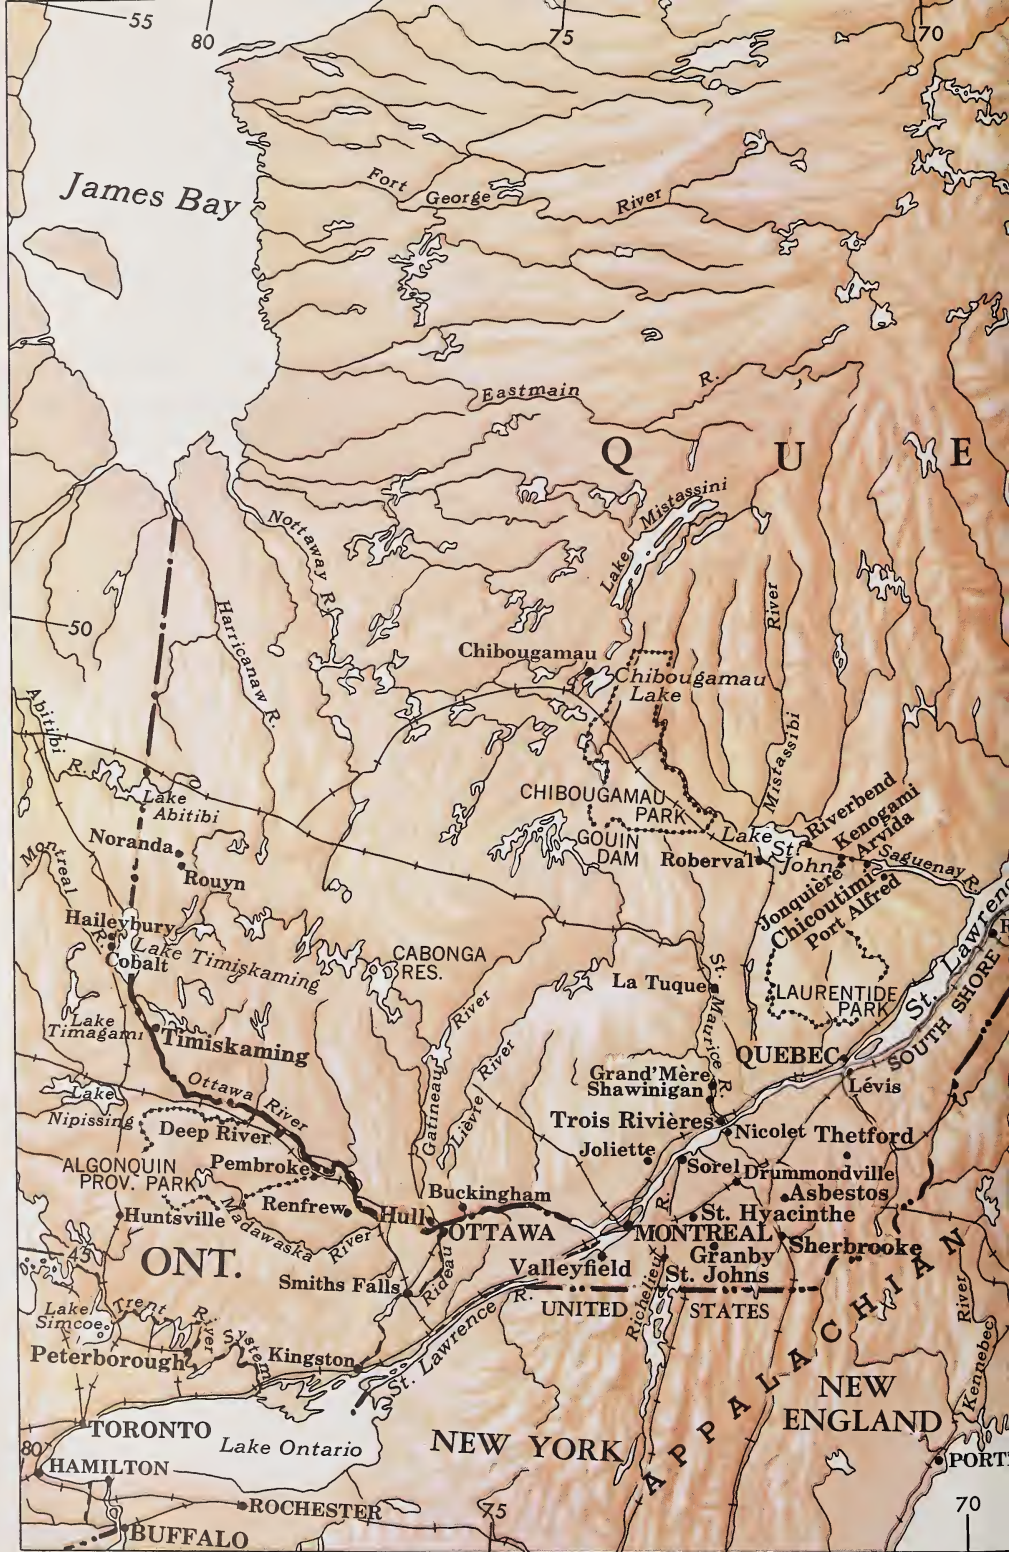 55
80
75
70
James Bay
Fort George River
Eastmain R.
Q U E
Lake Mistassini
Nottaway R.
Harricanaw R.
50
River
Mistassibi
Chibougamau
Chibougamau
Lake
Abitibi R.
Lake
Abitibi
CHIBOUGAMAU
PARK
GOUIN
DAM
Lake
St.
John
Riverbend
Kenogami
Arvida
Saguenay R.
Roberval
Jonquière
Chicoutimi
Port Alfred
Noranda
Rouyn
Montreal R.
Haileybury
Cobalt
Lake Timiskaming
CABONGA
RES.
La Tuque
St. Maurice R.
LAURENTIDE
PARK
St. Lawrenc
SOUTH SHORE
R
Lake
Timagami
Timiskaming
QUEBEC
Lévis
Grand'Mère
Shawinigan
Gatineau River
Lièvre River
Ottawa River
Lake
Nipissing
Deep River
Trois Rivières
Nicolet
Thetford
Joliette
ALGONQUIN
PROV. PARK
Pembroke
Sorel
Drummondville
Asbestos
Buckingham
Huntsville
Renfrew
Hull
OTTAWA
R.
St. Hyacinthe
MONTREAL
Madawaska River
Sherbrooke
Granby
45
ONT.
Valleyfield
St. Johns
Richelieu
Smiths Falls
Rideau
UNITED STATES
Lake
Simcoe
Trent River System
Peterborough
Kingston
St. Lawrence R.
APPALACHIAN
Kennebec River
NEW
ENGLAND
TORONTO
Lake Ontario
NEW YORK
80
HAMILTON
PORT
ROCHESTER
75
70
BUFFALO